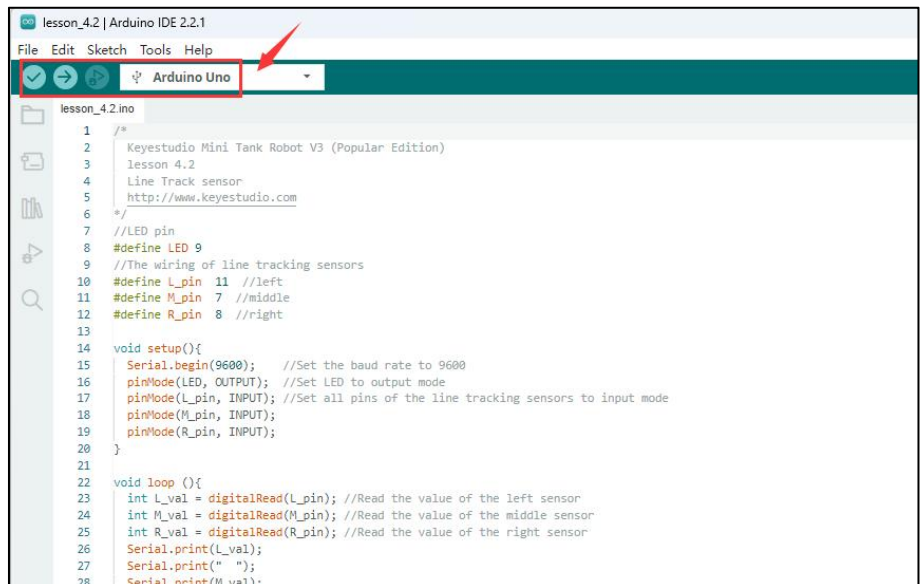 lesson_4.2 | Arduino IDE 2.2.1
File Edit Sketch Tools Help
Arduino Uno
lesson_4.2.ino
1 /*
2 Keyestudio Mini Tank Robot V3 (Popular Edition)
3 lesson 4.2
4 Line Track sensor
5 http://www.keyestudio.com
6 */
7 //LED pin
8 #define LED 9
9 //The wiring of line tracking sensors
10 #define L_pin 11 //left
11 #define M_pin 7 //middle
12 #define R_pin 8 //right
13
14 void setup(){
15 Serial.begin(9600); //Set the baud rate to 9600
16 pinMode(LED, OUTPUT); //Set LED to output mode
17 pinMode(L_pin, INPUT); //Set all pins of the line tracking sensors to input mode
18 pinMode(M_pin, INPUT);
19 pinMode(R_pin, INPUT);
20 }
21
22 void loop (){
23 int L_val = digitalRead(L_pin); //Read the value of the left sensor
24 int M_val = digitalRead(M_pin); //Read the value of the middle sensor
25 int R_val = digitalRead(R_pin); //Read the value of the right sensor
26 Serial.print(L_val);
27 Serial.print(" ");
28 Serial.print(M_val);